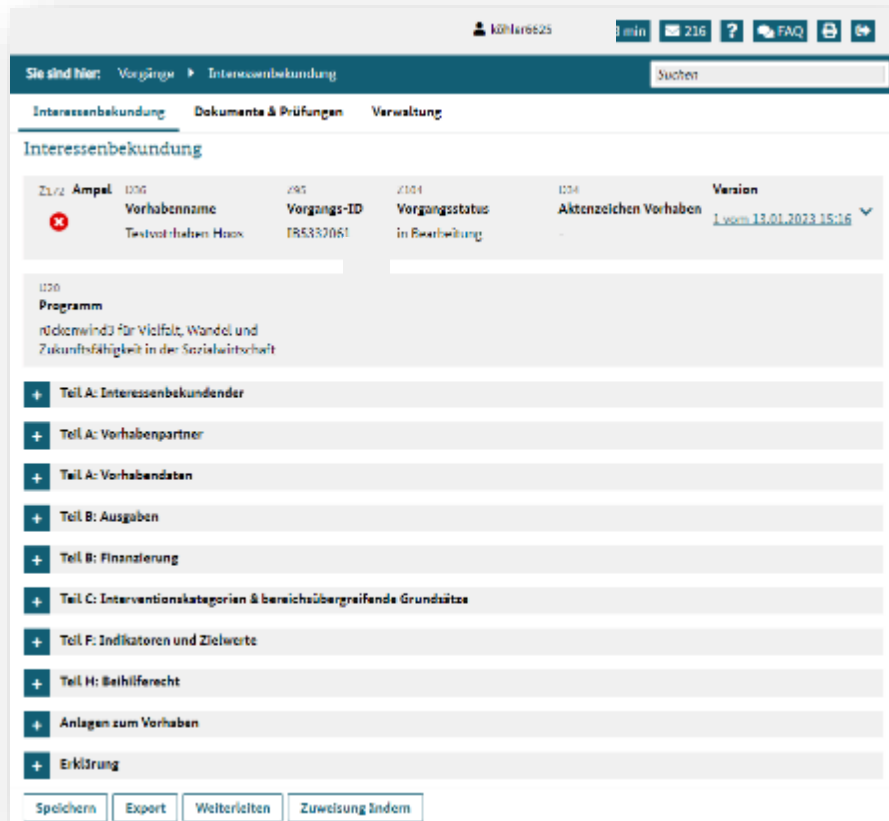 köhler6625
min
216
?
FAQ
Sie sind hier: Vorgänge Interessenbekundung
Suchen
Interessenbekundung Dokumente & Prüfungen Verwaltung
Interessenbekundung
Ampel
Vorhabenname
Z95
Vorgangs-ID
Z104
Vorgangsstatus
Aktenzeichen Vorhaben
Version
IB5332061
in Bearbeitung
-
1 vom 13.01.2023 15:16
Programm
rückenwind3 für Vielfalt, Wandel und
Zukunftsfähigkeit in der Sozialwirtschaft
+ Teil A: Interessenbekundender
+ Teil A: Vorhabenpartner
+ Teil A: Vorhabendaten
+ Teil B: Ausgaben
+ Teil B: Finanzierung
+ Teil C: Interventionskategorien & bereichsübergreifende Grundsätze
+ Teil F: Indikatoren und Zielwerte
+ Teil H: Beihilferecht
+ Anlagen zum Vorhaben
+ Erklärung
Speichern Export Weiterleiten Zuweisung ändern